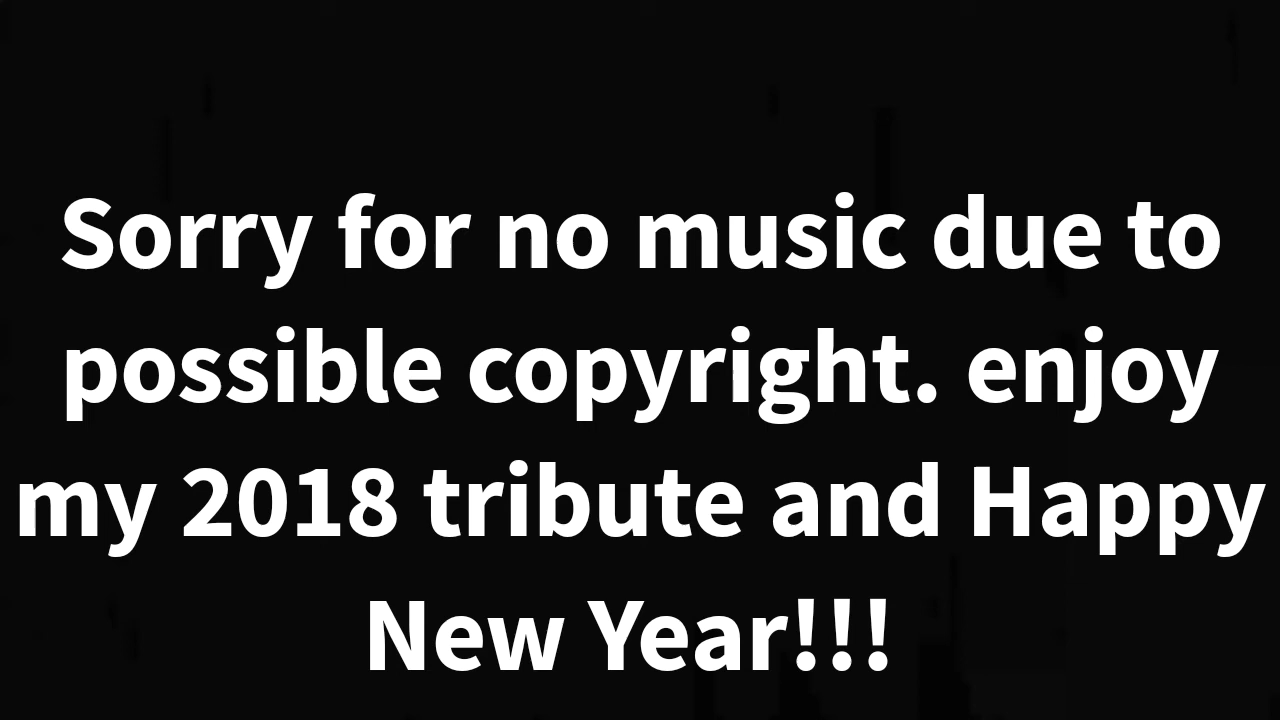 Sorry for no music due to
possible copyright. enjoy
my 2018 tribute and Happy
New Year!!!